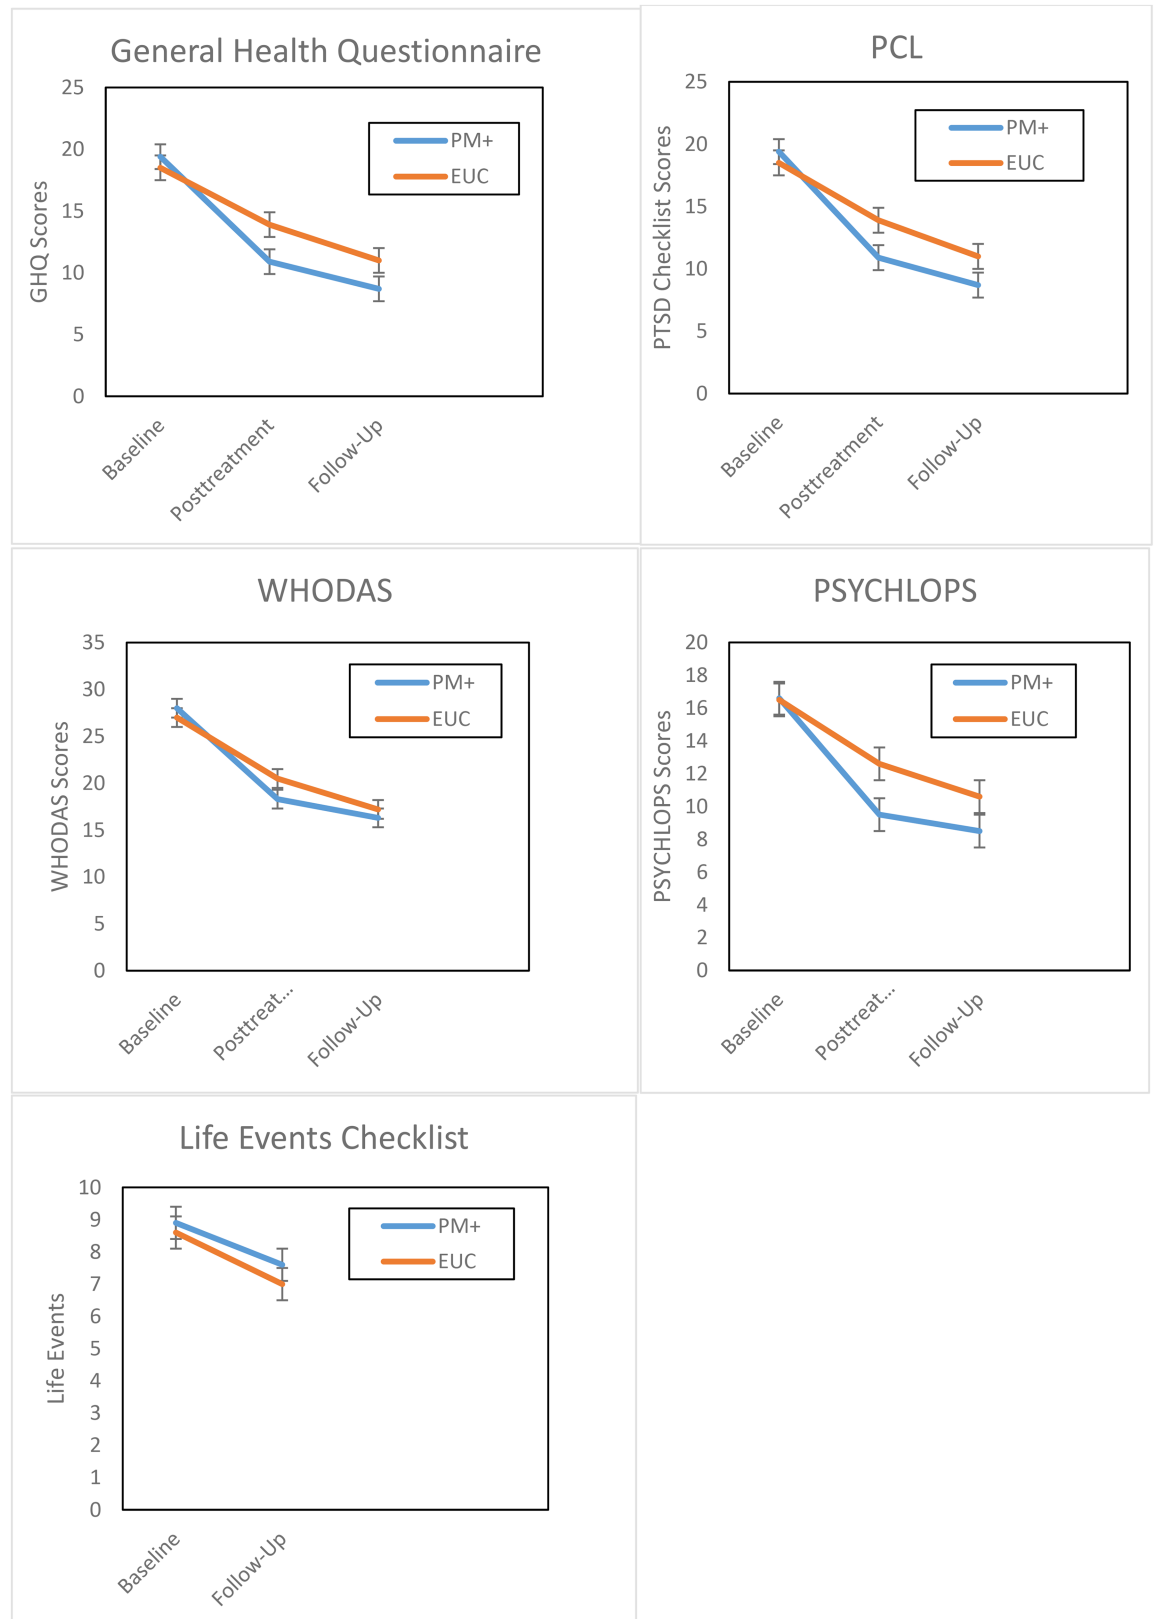 General Health Questionnaire
25
20
15
10
5
0
GHQ Scores
PM+
EUC
Baseline
Posttreatment
Follow-Up
PCL
25
20
15
10
5
0
PTSD Checklist Scores
PM+
EUC
Baseline
Posttreatment
Follow-Up
WHODAS
35
30
25
20
15
10
5
0
WHODAS Scores
PM+
EUC
Baseline
Posttreat...
Follow-Up
PSYCHLOPS
20
18
16
14
12
10
8
6
4
2
0
PSYCHLOPS Scores
PM+
EUC
Baseline
Posttreat...
Follow-Up
Life Events Checklist
10
9
8
7
6
5
4
3
2
1
0
Life Events
PM+
EUC
Baseline
Follow-Up